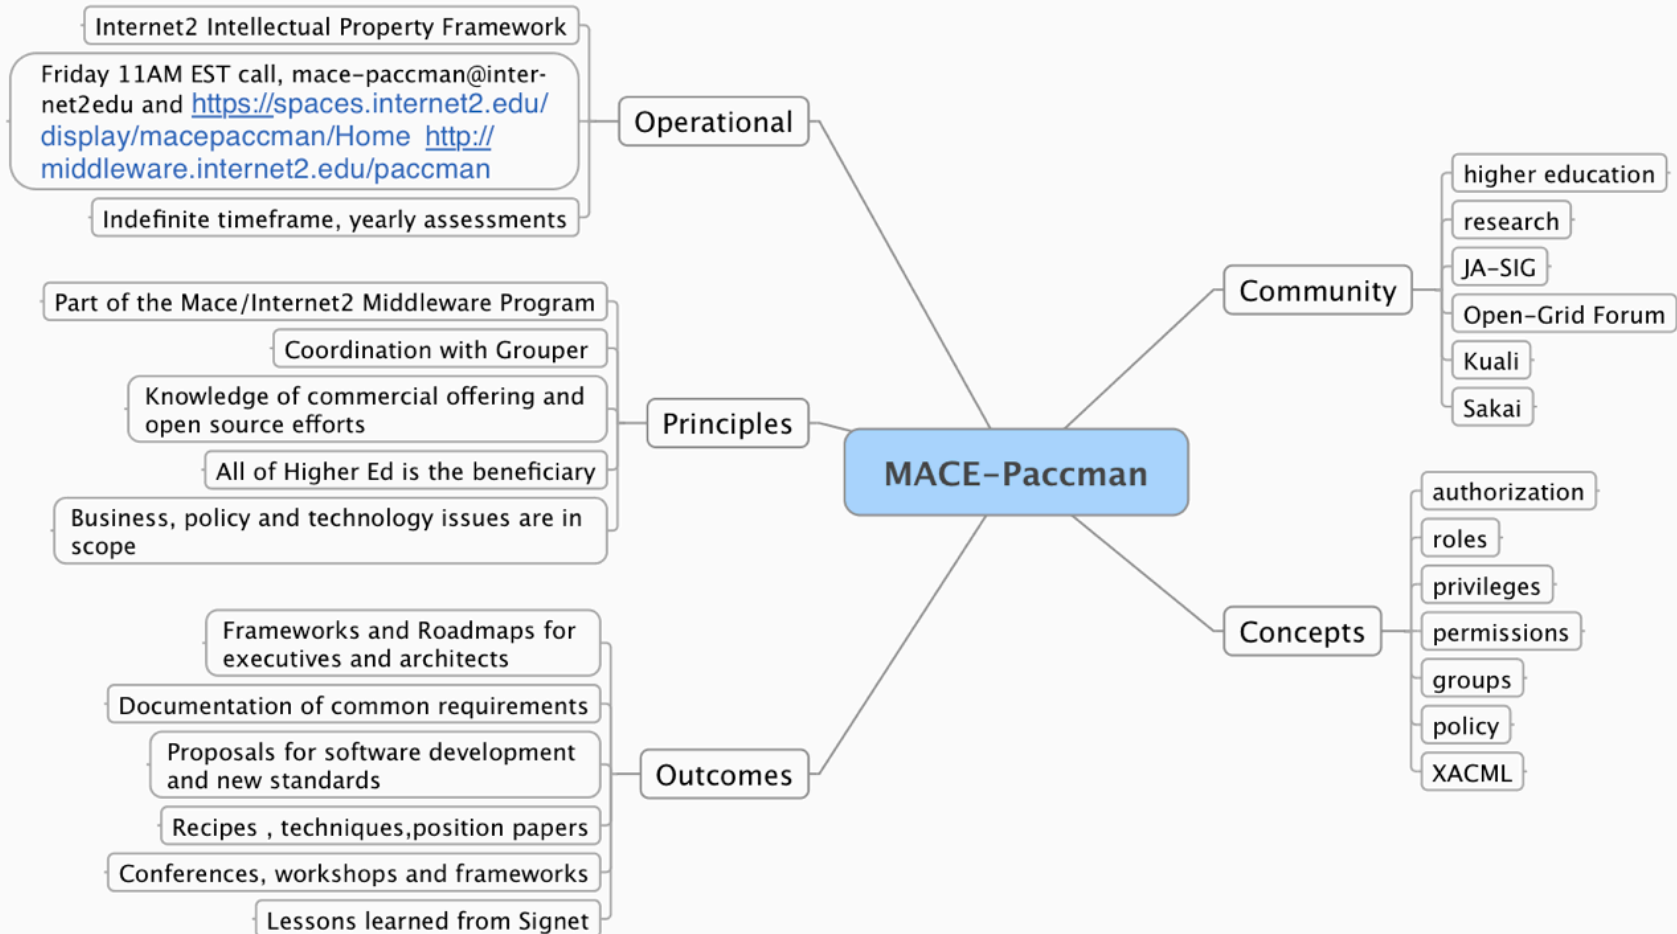 Internet2 Intellectual Property Framework
Friday 11AM EST call, mace-paccman@inter-
net2edu and https://spaces.internet2.edu/
display/macepaccman/Home http://
middleware.internet2.edu/paccman
Indefinite timeframe, yearly assessments
Operational
Part of the Mace/Internet2 Middleware Program
Coordination with Grouper
Knowledge of commercial offering and
open source efforts
All of Higher Ed is the beneficiary
Business, policy and technology issues are in
scope
Principles
Frameworks and Roadmaps for
executives and architects
Documentation of common requirements
Proposals for software development
and new standards
Recipes , techniques,position papers
Conferences, workshops and frameworks
Lessons learned from Signet
Outcomes
MACE-Paccman
Community
higher education
research
JA-SIG
Open-Grid Forum
Kuali
Sakai
Concepts
authorization
roles
privileges
permissions
groups
policy
XACML